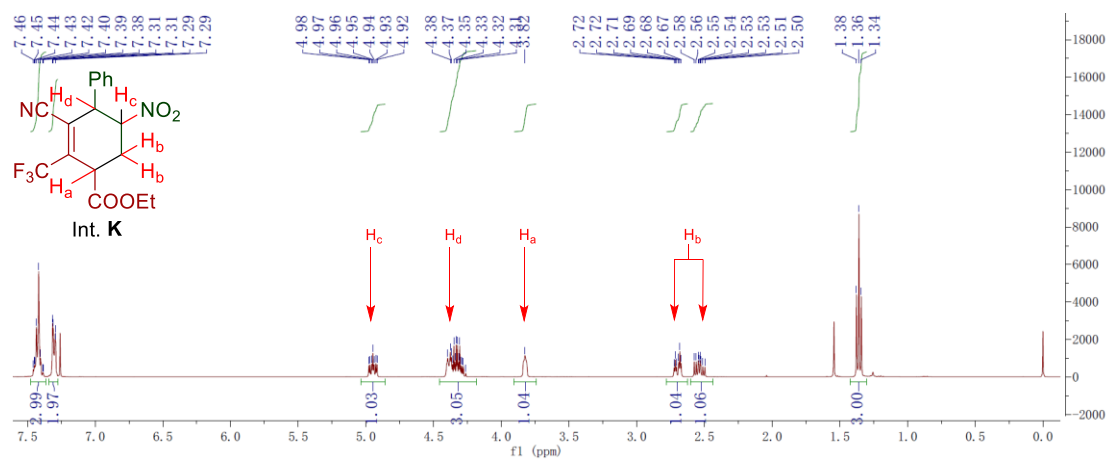 7.46 7.45 7.44 7.43 7.42 7.40 7.39 7.38 7.31 7.31 7.29 7.29 4.98 4.97 4.96 4.95 4.94 4.93 4.92 4.38 4.37 4.35 4.33 4.32 3.82 2.72 2.72 2.71 2.69 2.68 2.67 2.58 2.56 2.55 2.54 2.53 2.53 2.51 2.50 1.38 1.36 1.34
18000
16000
14000
12000
10000
8000
6000
4000
2000
0
-2000
Ph
Hd Hc
NC NO2
Hb
F3C Hb
Ha
COOEt
Int. K
Hc Hd Ha Hb
2.99 1.97 1.03 3.05 1.04 1.04 1.06 3.00
7.5 7.0 6.5 6.0 5.5 5.0 4.5 4.0 3.5 3.0 2.5 2.0 1.5 1.0 0.5 0.0
f1 (ppm)